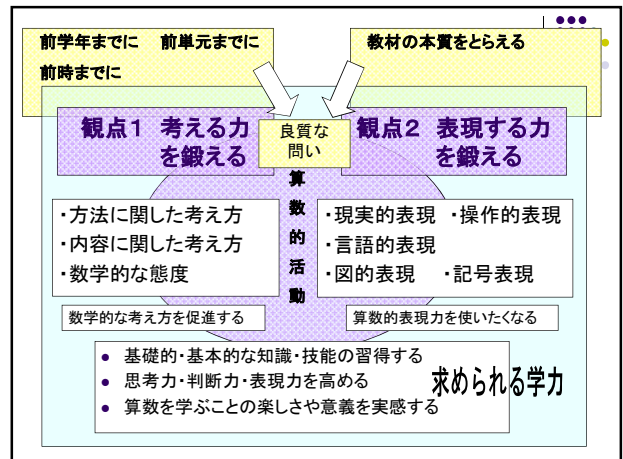 前学年までに　前単元までに
前時までに
教材の本質をとらえる
観点１　考える力
を鍛える
良質な
問い
観点２　表現する力
を鍛える
算数的活動
・方法に関した考え方
・内容に関した考え方
・数学的な態度
・現実的表現　・操作的表現
・言語的表現
・図的表現　・記号表現
数学的な考え方を促進する
算数的表現力を使いたくなる
● 基礎的・基本的な知識・技能の習得する
● 思考力・判断力・表現力を高める
● 算数を学ぶことの楽しさや意義を実感する
求められる学力